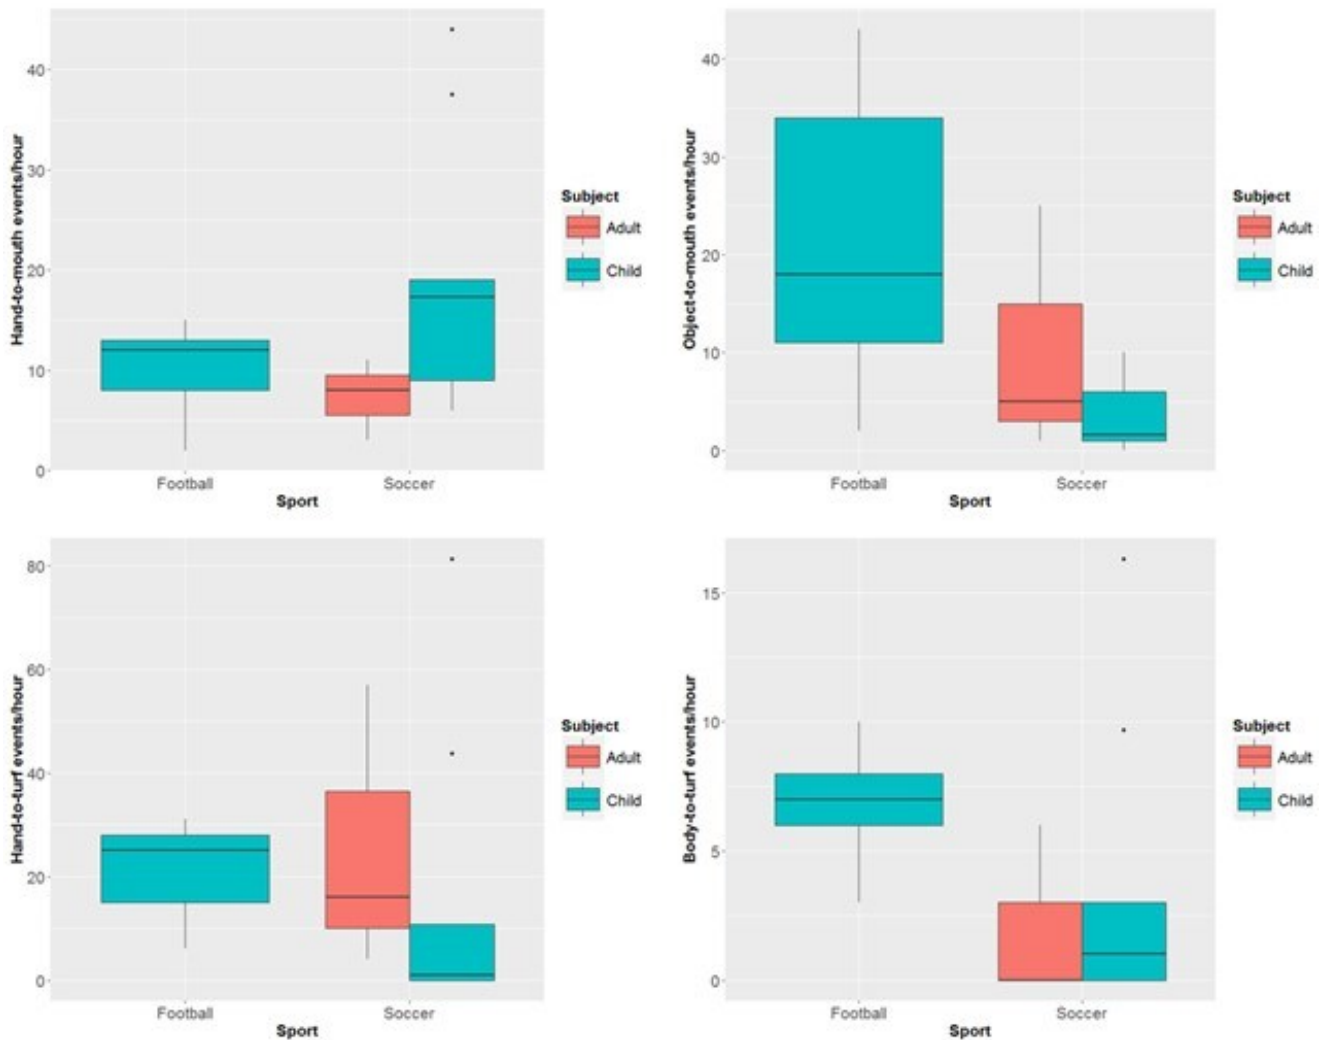 Hand-to-mouth events/hour
40
30
20
10
0
Football
Soccer
Sport
Subject
Adult
Child
Object-to-mouth events/hour
40
30
20
10
0
Football
Soccer
Sport
Subject
Adult
Child
Hand-to-turf events/hour
80
60
40
20
0
Football
Soccer
Sport
Subject
Adult
Child
Body-to-turf events/hour
15
10
5
0
Football
Soccer
Sport
Subject
Adult
Child